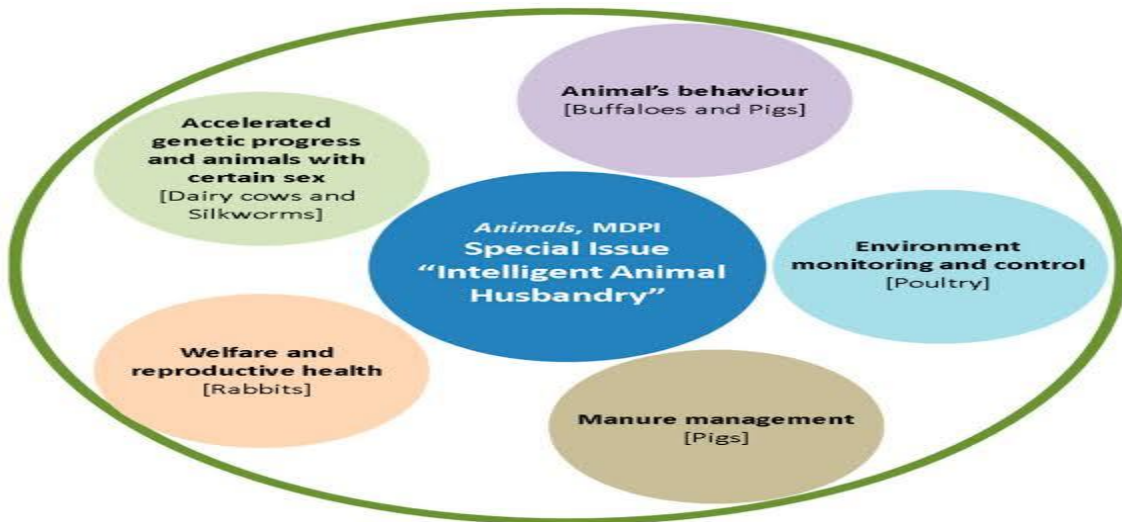 Animal's behaviour
[Buffaloes and Pigs]
Accelerated
genetic progress
and animals with
certain sex
[Dairy cows and
Silkworms]
Animals, MDPI
Special Issue
“Intelligent Animal
Husbandry”
Environment
monitoring and control
[Poultry]
Welfare and
reproductive health
[Rabbits]
Manure management
[Pigs]